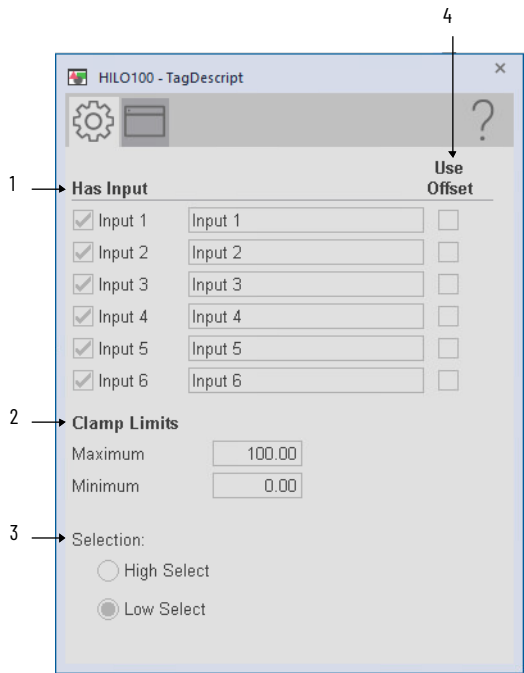 4
HILO100 - TagDescript
×
?
Use
1 Has Input Offset
Input 1 Input 1
Input 2 Input 2
Input 3 Input 3
Input 4 Input 4
Input 5 Input 5
Input 6 Input 6
2 Clamp Limits
Maximum 100.00
Minimum 0.00
3 Selection:
High Select
Low Select